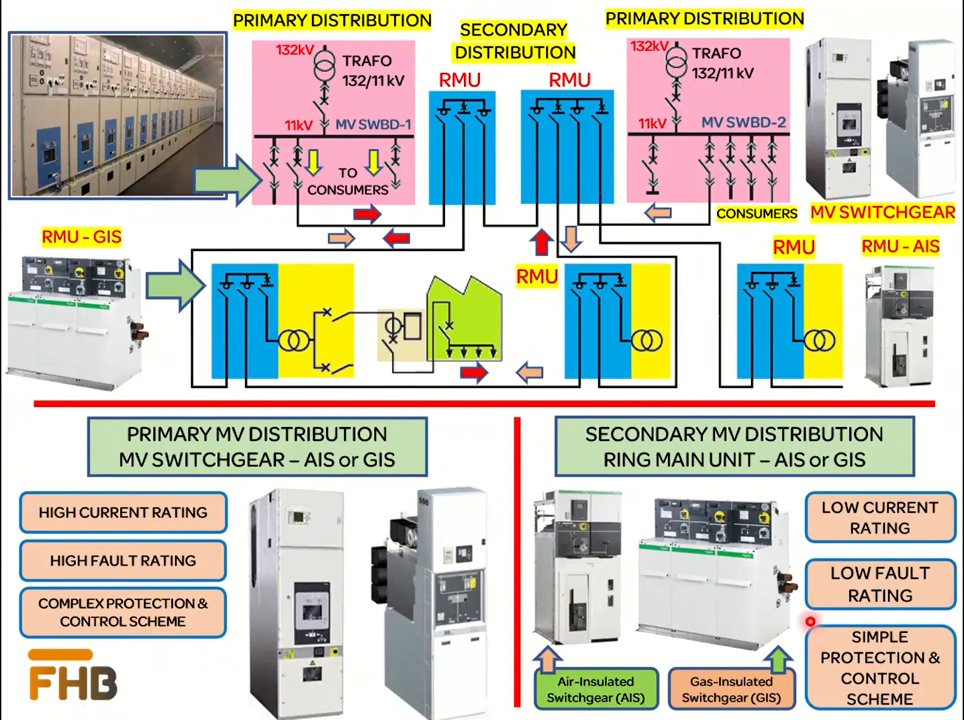 PRIMARY DISTRIBUTION
SECONDARY
DISTRIBUTION
PRIMARY DISTRIBUTION
132kV
TRAFO
132/11 kV
11kV
MV SWBD-1
TO
CONSUMERS
RMU
RMU
132kV
TRAFO
132/11 kV
11kV
MV SWBD-2
CONSUMERS
MV SWITCHGEAR
RMU - GIS
RMU
RMU
RMU - AIS
PRIMARY MV DISTRIBUTION
MV SWITCHGEAR – AIS or GIS
HIGH CURRENT RATING
HIGH FAULT RATING
COMPLEX PROTECTION &
CONTROL SCHEME
FHB
SECONDARY MV DISTRIBUTION
RING MAIN UNIT – AIS or GIS
LOW CURRENT
RATING
LOW FAULT
RATING
SIMPLE
PROTECTION &
CONTROL
SCHEME
Air-Insulated
Switchgear (AIS)
Gas-Insulated
Switchgear (GIS)